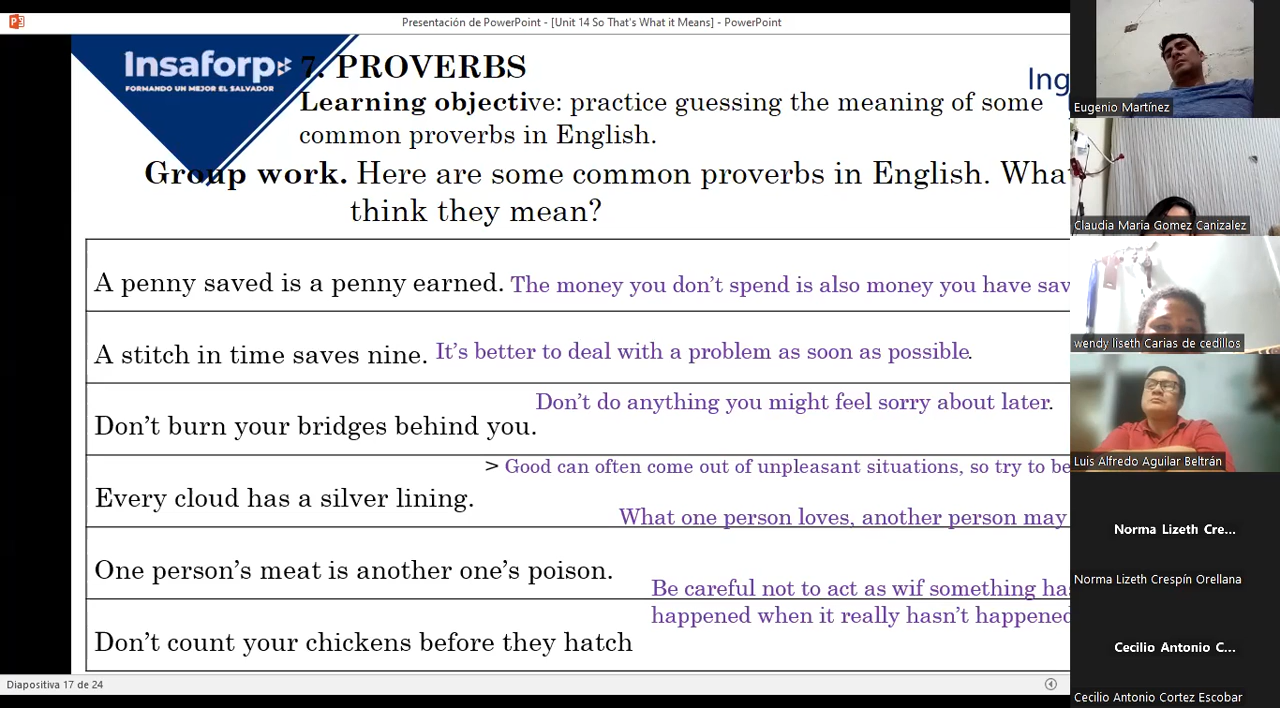 Presentación de PowerPoint - [Unit 14 So That's What it Means] - PowerPoint
Insaforp
FORMANDO UN MEJOR EL SALVADOR
7. PROVERBS
Ing
Learning objective: practice guessing the meaning of some
common proverbs in English.
Group work. Here are some common proverbs in English. Wha
think they mean?
A penny saved is a penny earned. The money you don't spend is also money you have sav
A stitch in time saves nine. It's better to deal with a problem as soon as possible.
Don't do anything you might feel sorry about later.
Don't burn your bridges behind you.
> Good can often come out of unpleasant situations, so try to be
Every cloud has a silver lining.
What one person loves, another person may
One person's meat is another one's poison.
Be careful not to act as wif something ha
happened when it really hasn't happened
Don't count your chickens before they hatch
Diapositiva 17 de 24
Eugenio Martínez
Claudia Maria Gomez Canizalez
wendy liseth Carias de cedillos
Luis Alfredo Aguilar Beltrán
Norma Lizeth Cre...
Norma Lizeth Crespín Orellana
Cecilio Antonio C...
Cecilio Antonio Cortez Escobar